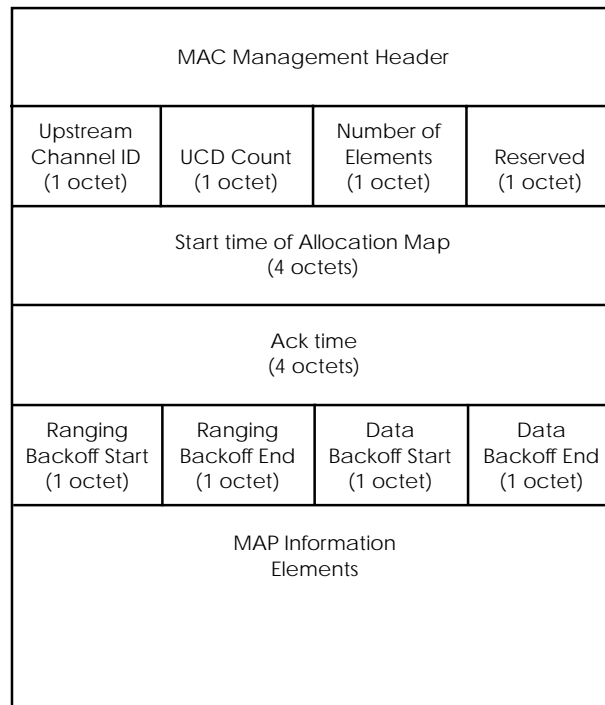 MAC Management Header
Upstream
Channel ID
(1 octet)
UCD Count
(1 octet)
Number of
Elements
(1 octet)
Reserved
(1 octet)
Start time of Allocation Map
(4 octets)
Ack time
(4 octets)
Ranging
Backoff Start
(1 octet)
Ranging
Backoff End
(1 octet)
Data
Backoff Start
(1 octet)
Data
Backoff End
(1 octet)
MAP Information
Elements